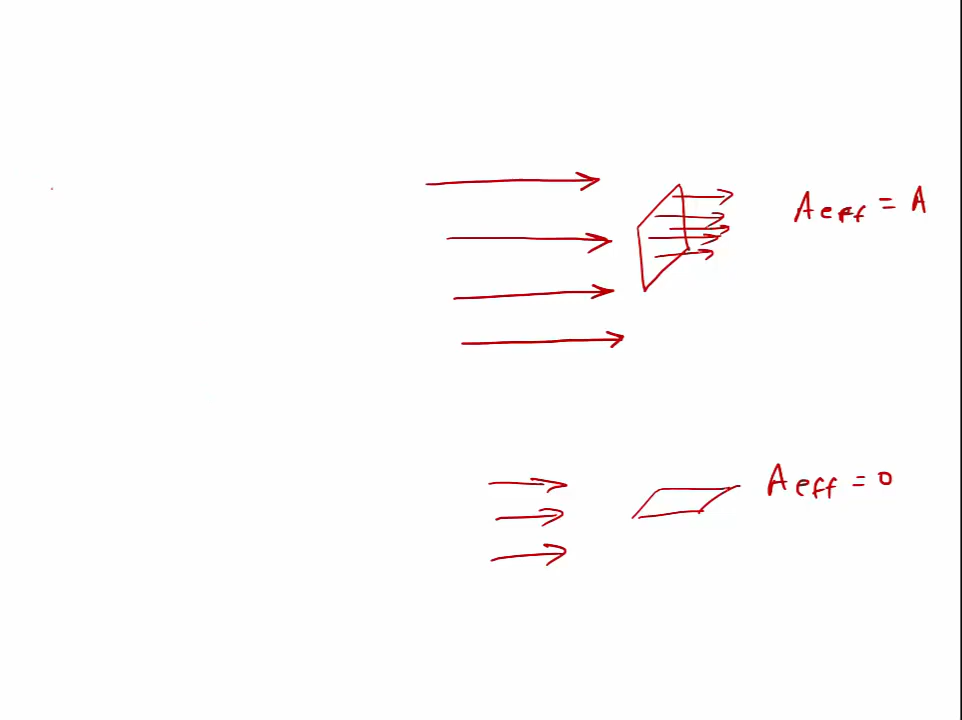 Aeff = A
Aeff = 0